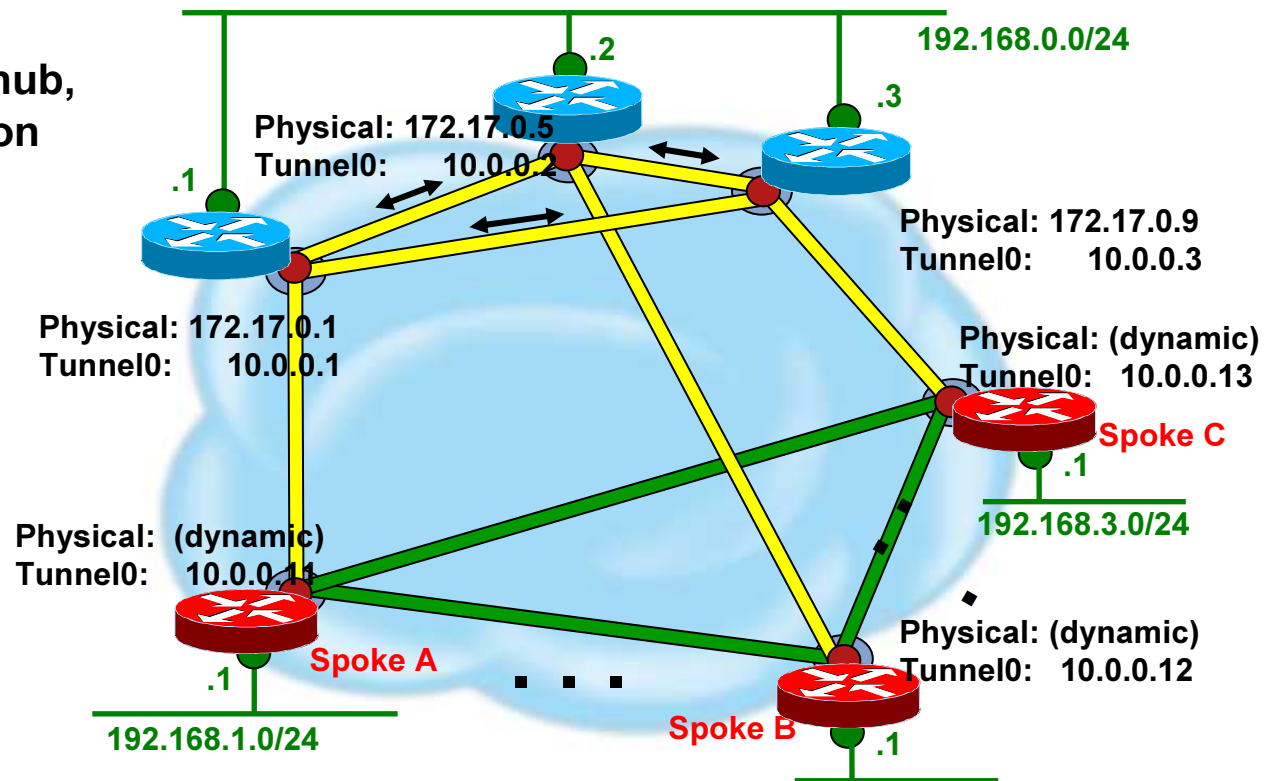 192.168.0.0/24
hub,
on
.2
.3
Physical: 172.17.0.5
Tunnel0: 10.0.0.2
.1
Physical: 172.17.0.9
Tunnel0: 10.0.0.3
Physical: 172.17.0.1
Tunnel0: 10.0.0.1
Physical: (dynamic)
Tunnel0: 10.0.0.13
Spoke C
.1
192.168.3.0/24
Physical: (dynamic)
Tunnel0: 10.0.0.11
Physical: (dynamic)
Tunnel0: 10.0.0.12
Spoke A
.1
. . .
Spoke B
.1
192.168.1.0/24